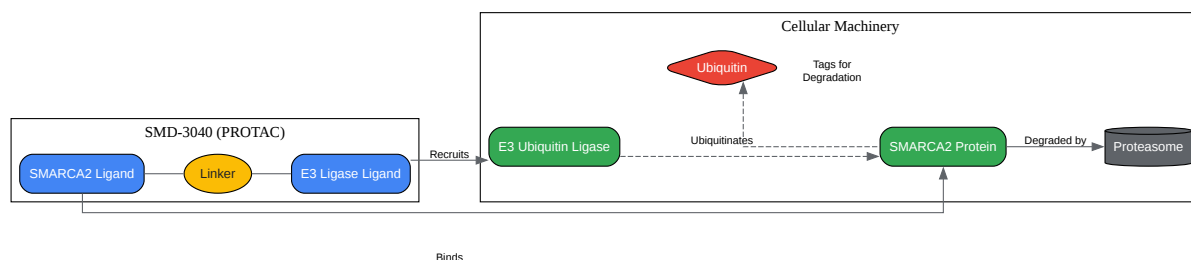 Cellular Machinery
Ubiquitin
Tags for
Degradation
SMD-3040 (PROTAC)
SMARCA2 Ligand
Linker
E3 Ligase Ligand
Recruits
E3 Ubiquitin Ligase
Ubiquitinates
SMARCA2 Protein
Degraded by
Proteasome
Binds